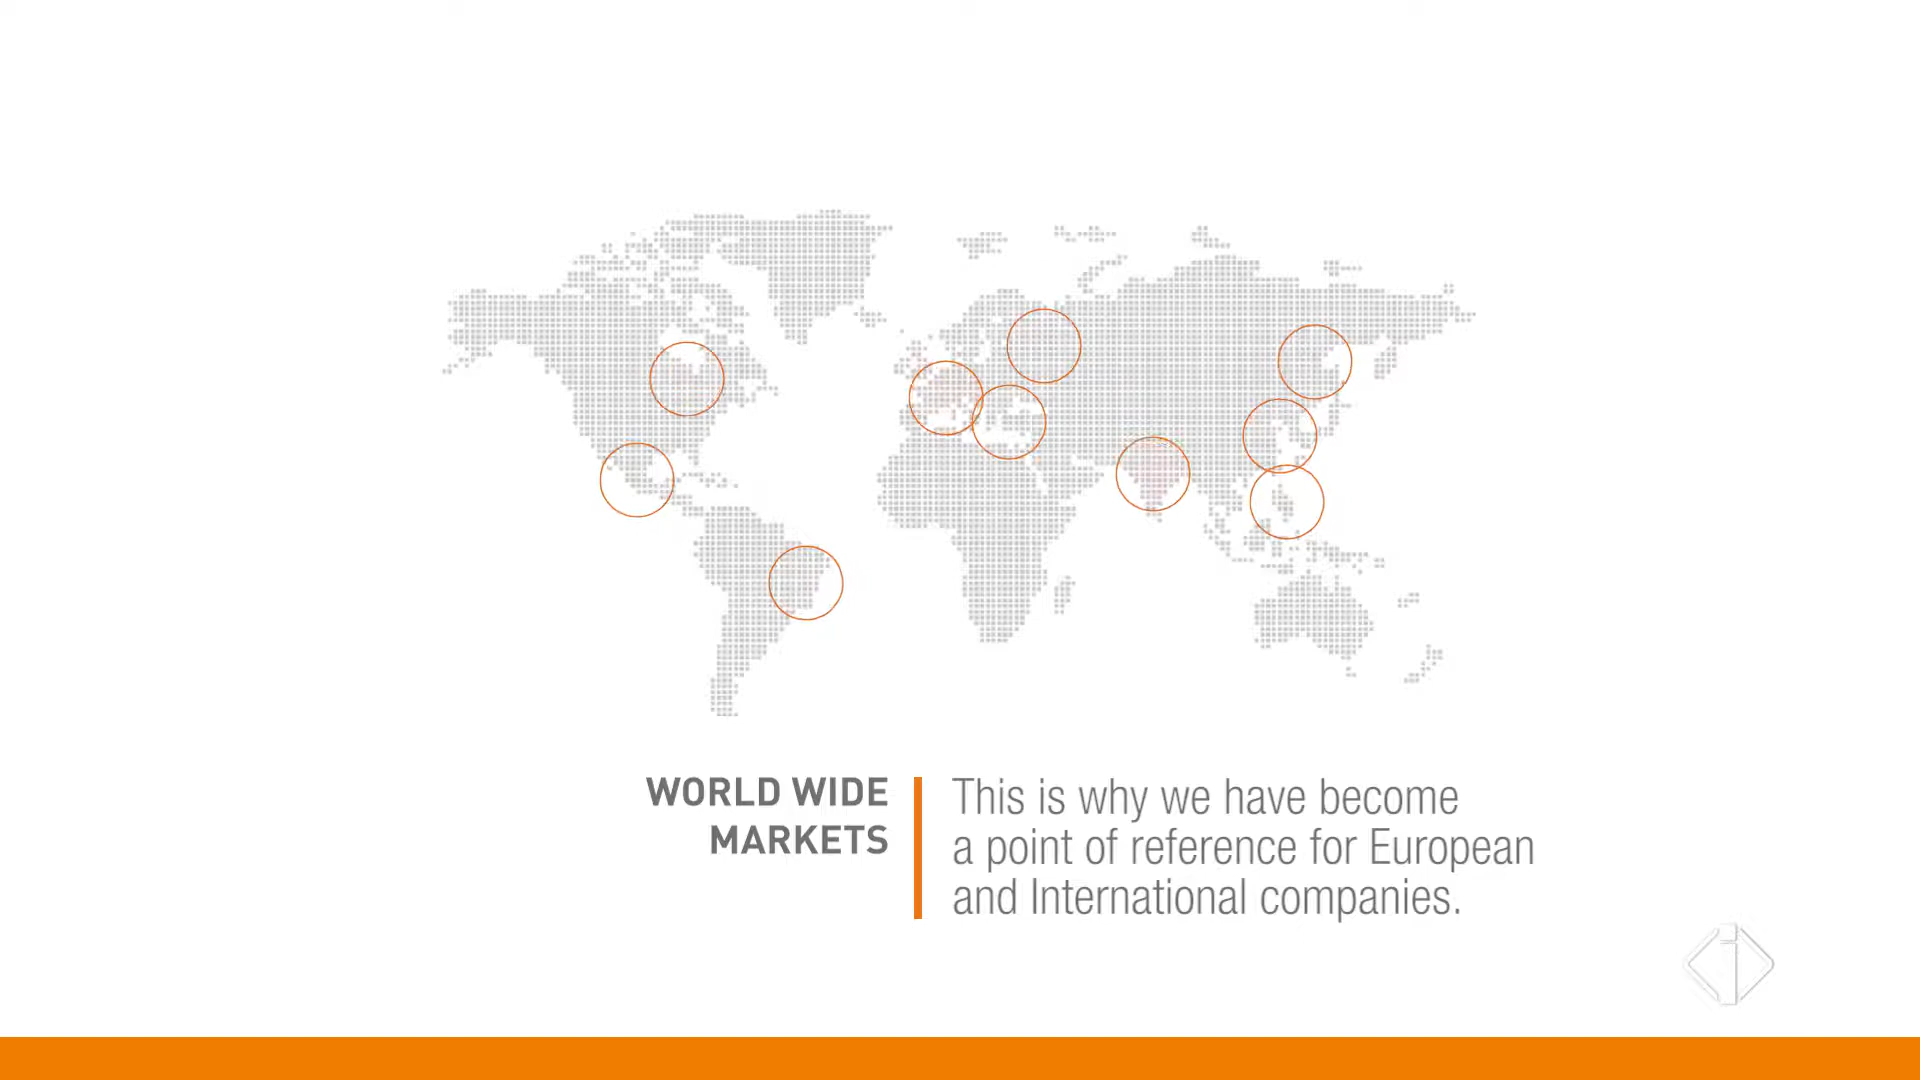 WORLD WIDE
MARKETS
This is why we have become
a point of reference for European
and International companies.